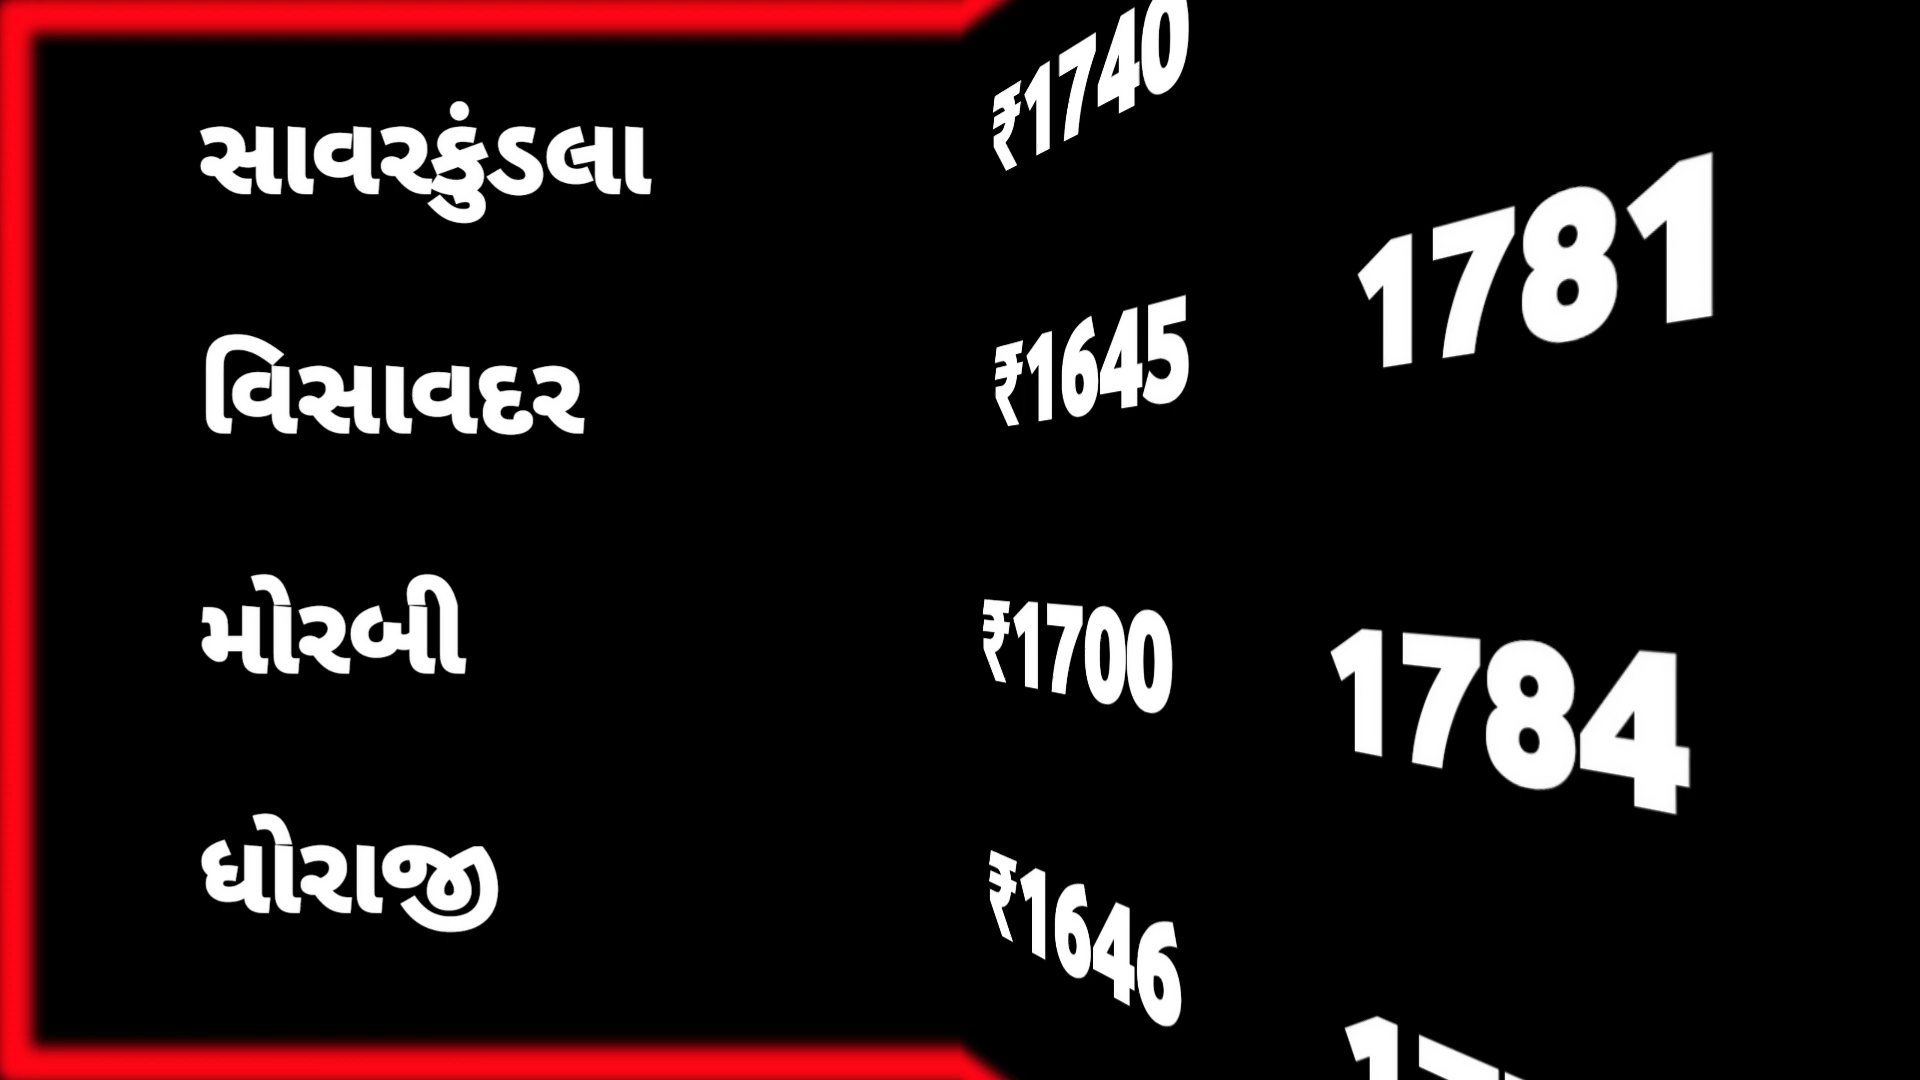 સાવરકુંડલા ₹1740
1781
વિસાવદર ₹1645
મોરબી ₹1700 1784
ધોરાજી ₹1646